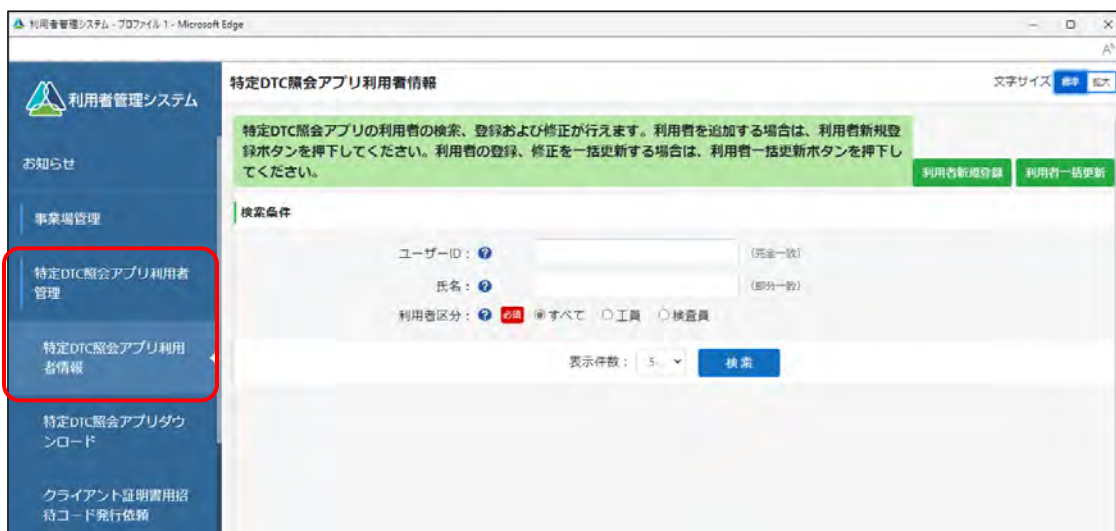 利用者管理システム - プロファイル 1 - Microsoft Edge
利用者管理システム
お知らせ
事業場管理
特定DTC照会アプリ利用者
管理
特定DTC照会アプリ利用
者情報
特定DTC照会アプリダウ
ンロード
クライアント証明書用招
待コード発行依頼
特定DTC照会アプリ利用者情報
文字サイズ 標準 拡大
特定DTC照会アプリの利用者の検索、登録および修正が行えます。利用者を追加する場合は、利用者新規登
録ボタンを押下してください。利用者の登録、修正を一括更新する場合は、利用者一括更新ボタンを押下し
てください。
利用者新規登録 利用者一括更新
検索条件
ユーザーID： (完全一致)
氏名： (部分一致)
利用者区分： 必須 すべて 工員 検査員
表示件数： 5 検索